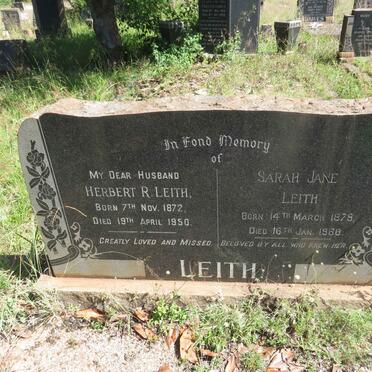 In Fond Memory
of
MY DEAR HUSBAND
HERBERT R. LEITH,
BORN 7TH NOV. 1872,
DIED 19TH APRIL 1950.
GREATLY LOVED AND MISSED.
SARAH JANE
LEITH
BORN 14TH MARCH 1879,
DIED 16TH JAN. 1968.
BELOVED BY ALL WHO KNEW HER.
LEITH